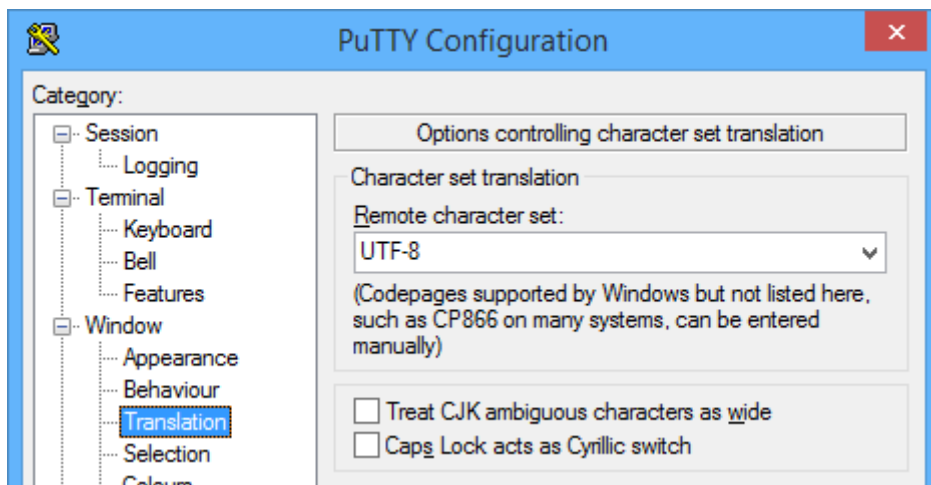 PuTTY Configuration
Category:
Session
Logging
Terminal
Keyboard
Bell
Features
Window
Appearance
Behaviour
Translation
Selection
Colours
Options controlling character set translation
Character set translation
Remote character set:
UTF-8
(Codepages supported by Windows but not listed here,
such as CP866 on many systems, can be entered
manually)
Treat CJK ambiguous characters as wide
Caps Lock acts as Cyrillic switch